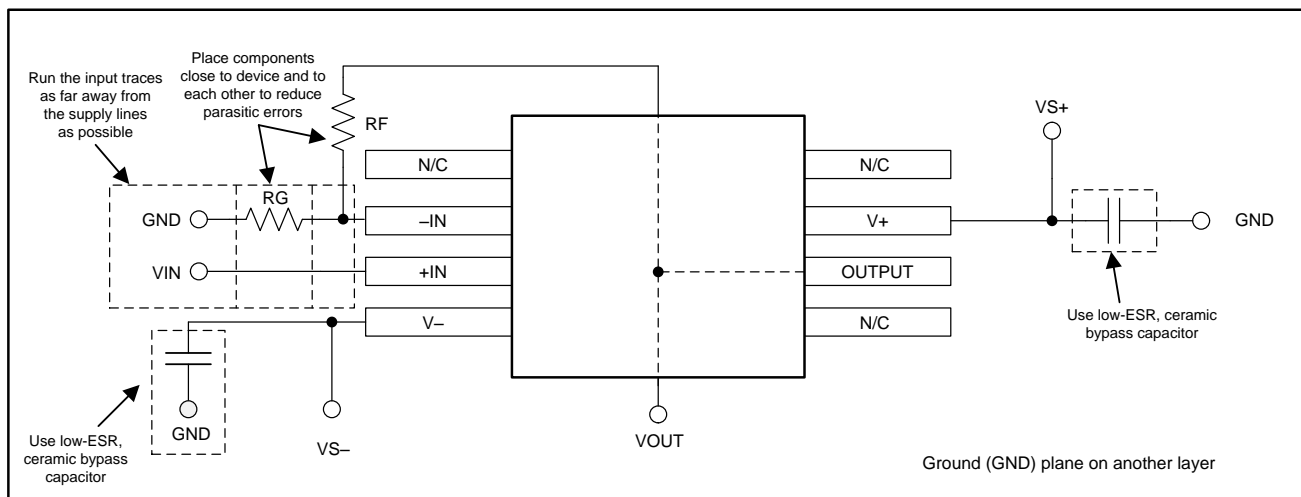 Place components
close to device and to
each other to reduce
parasitic errors
Run the input traces
as far away from
the supply lines
as possible
VS+
RF
N/C
N/C
RG
GND
–IN
V+
GND
VIN
+IN
OUTPUT
V–
N/C
Use low-ESR, ceramic
bypass capacitor
GND
Use low-ESR,
ceramic bypass
capacitor
VS–
VOUT
Ground (GND) plane on another layer